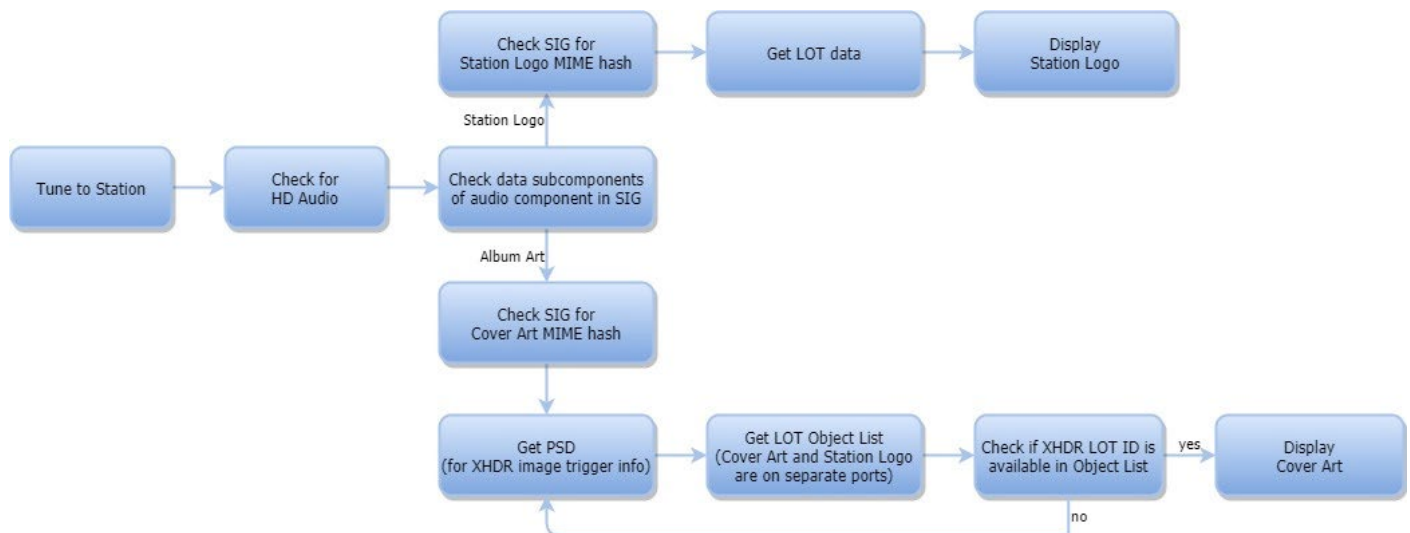 Check SIG for
Station Logo MIME hash
Get LOT data
Display
Station Logo
Station Logo
Tune to Station
Check for
HD Audio
Check data subcomponents
of audio component in SIG
Album Art
Check SIG for
Cover Art MIME hash
Get PSD
(for XHDR image trigger info)
Get LOT Object List
(Cover Art and Station Logo
are on separate ports)
Check if XHDR LOT ID is
available in Object List
yes
Display
Cover Art
no